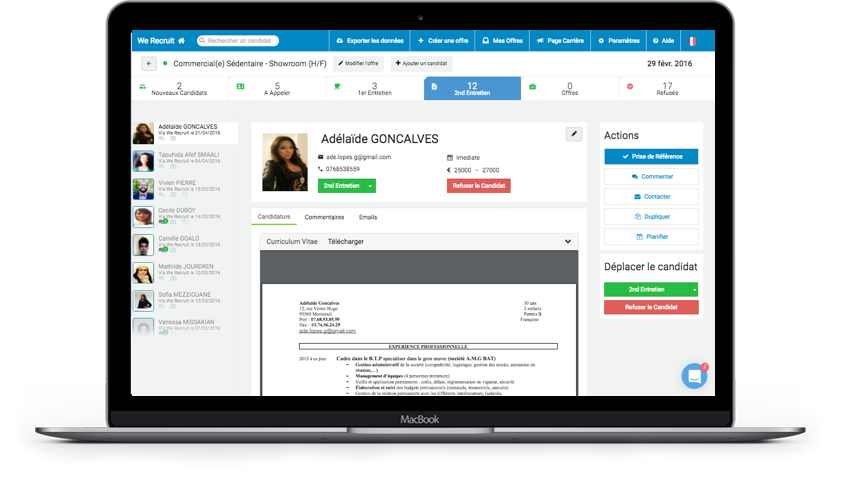 We Recruit
Rechercher un candidat
Exporter les données
Créer une offre
Mes Offres
Page Carrière
Paramètres
Aide
Commercial(e) Sédentaire - Showroom (H/F)
Modifier l'offre
Ajouter un candidat
29 févr. 2016
2
Nouveaux Candidats
5
A Appeler
3
1er Entretien
12
2nd Entretien
0
Offres
17
Refusés
Adélaïde GONCALVES
Via We Recruit le 21/04/2016
Taouhida Afef SMAALI
Via We Recruit le 04/04/2016
Vivien PIERRE
Via We Recruit le 15/03/2016
Cecile DUBOY
Via We Recruit le 14/03/2016
Camille GOALO
Via We Recruit le 13/03/2016
Mathilde JOURDREN
Via We Recruit le 10/03/2016
Sofia MEZZIOUANE
Via We Recruit le 10/03/2016
Vanessa MISSAKIAN
Via We Recruit le 07/03/2016
Adélaïde GONCALVES
ade.lopes.g@gmail.com
Imediate
0768538559
€ 25000 – 27000
2nd Entretien
Refuser le Candidat
Candidature
Commentaires
Emails
Curriculum Vitae
Télécharger
Adélaïde Goncalves
30 ans
12, rue Victor Hugo
2 enfants
95560 Montsoult
Permis B
Port : 07.68.53.85.59
Française
fixe : 01.74.56.24.29
ade.lopes.g@gmail.com
EXPERIENCE PROFESSIONNELLE
2015 à ce jour
Cadre dans le B.T.P spécialiser dans le gros œuvre (société A.M.G BAT)
- Gestion administratif de la société (comptabilité, logistique, gestion des stocks, animation de
réunion,...)
- Management d'équipes (4 personnes minimum)
- Veille et application permanente : coûts, délais, réglementation en vigueur, sécurité
- Élaboration et suivi des budgets prévisionnels (mensuels, trimestriels, annuels)
- Gestion de la relation permanente avec les différents interlocuteurs, (salariés,
Actions
Prise de Référence
Commenter
Contacter
Dupliquer
Planifier
Déplacer le candidat
2nd Entretien
Refuser le Candidat
MacBook